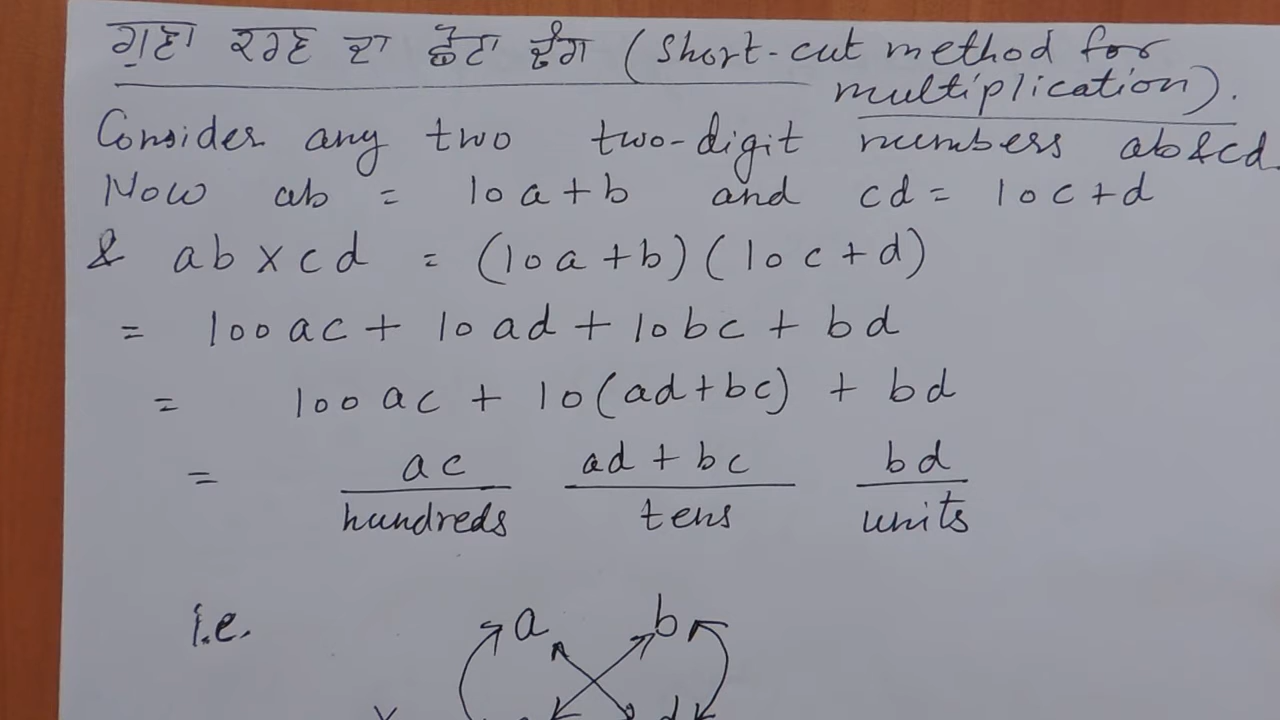 ਗੁਣਾ ਕਰਣ ਦਾ ਛੋਟਾ ਢੰਗ (short-cut method for
multiplication).
Consider any two two-digit numbers ab&cd.
Now ab = 10a+b and cd = 10c+d
& ab×cd = (10a+b)(10c+d)
= 100ac + 10ad + 10bc + bd
= 100ac + 10(ad+bc) + bd
= ac ad + bc bd
hundreds tens units
i.e. a b
× d